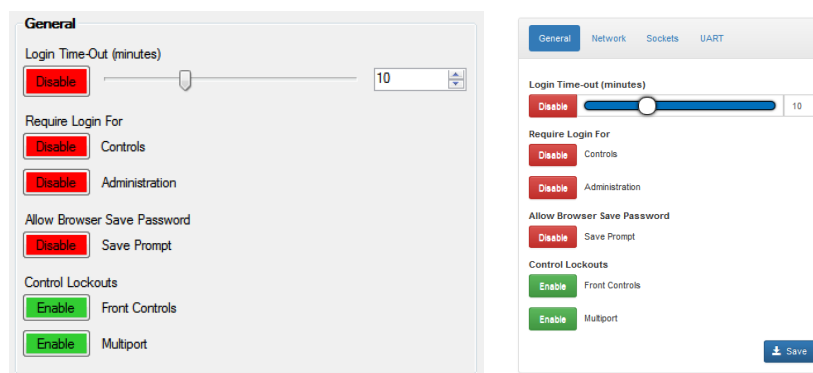 General
Login Time-Out (minutes)
Disable 10
Require Login For
Disable Controls
Disable Administration
Allow Browser Save Password
Disable Save Prompt
Control Lockouts
Enable Front Controls
Enable Multiport
General Network Sockets UART
Login Time-out (minutes)
Disable 10
Require Login For
Disable Controls
Disable Administration
Allow Browser Save Password
Disable Save Prompt
Control Lockouts
Enable Front Controls
Enable Multiport
Save